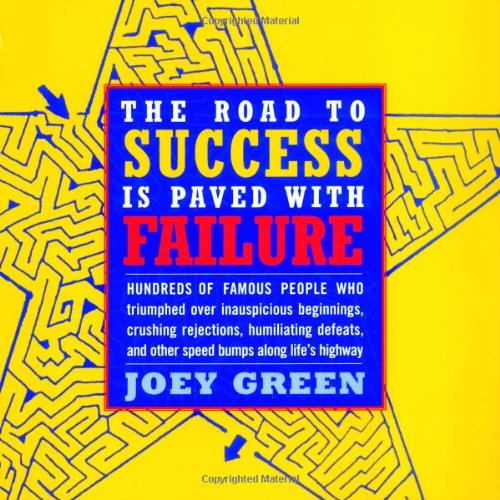 Copyrighted Material
THE ROAD TO
SUCCESS
IS PAVED WITH
FAILURE
HUNDREDS OF FAMOUS PEOPLE WHO
triumphed over inauspicious beginnings,
crushing rejections, humiliating defeats,
and other speed bumps along life's highway
JOEY GREEN
Copyrighted Material